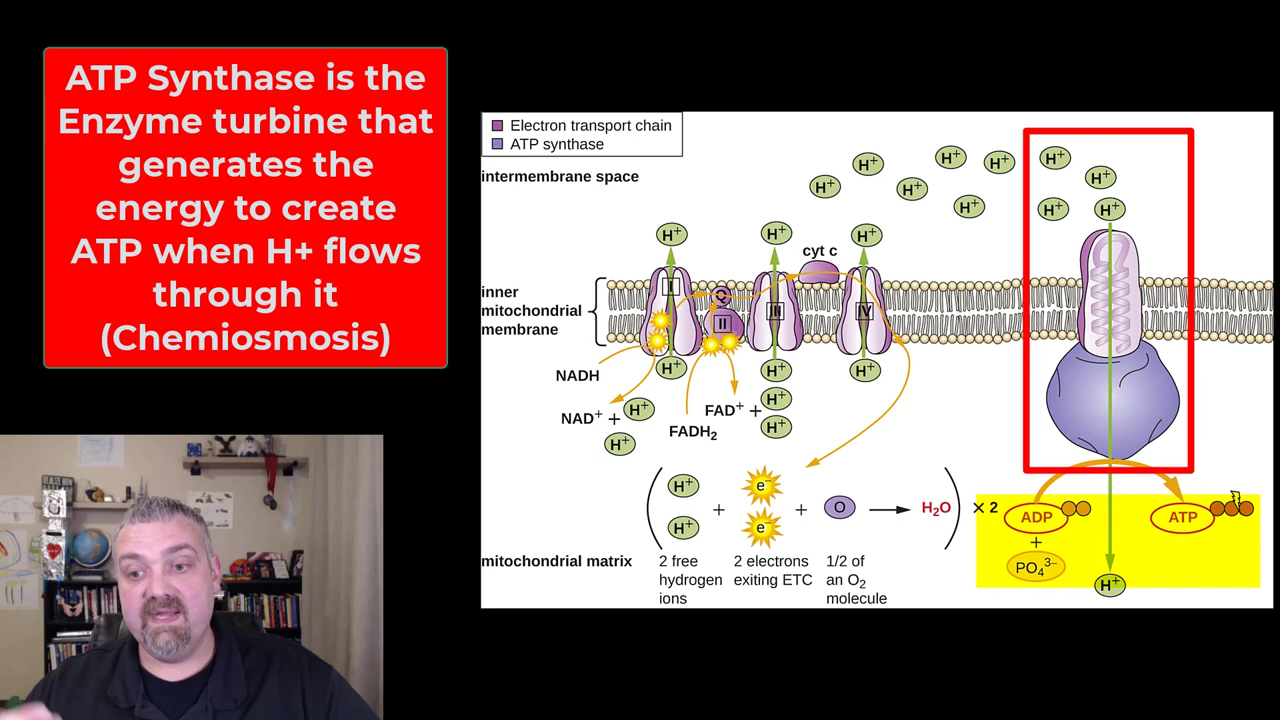 ATP Synthase is the
Enzyme turbine that
generates the
energy to create
ATP when H+ flows
through it
(Chemiosmosis)
Electron transport chain
ATP synthase
intermembrane space
H⁺ H⁺ H⁺ H⁺ H⁺ H⁺
H⁺ H⁺ H⁺ H⁺
H⁺ H⁺ H⁺
cyt c
inner
mitochondrial
membrane
I Q II III IV
H⁺ H⁺ H⁺
NADH
NAD⁺ + H⁺
H⁺
FADH₂
FAD⁺ +
H⁺
H⁺
H⁺ + e⁻ + O → H₂O × 2
H⁺ e⁻
ADP
+
PO₄³⁻
ATP
H⁺
mitochondrial matrix
2 free
hydrogen
ions
2 electrons
exiting ETC
1/2 of
an O₂
molecule